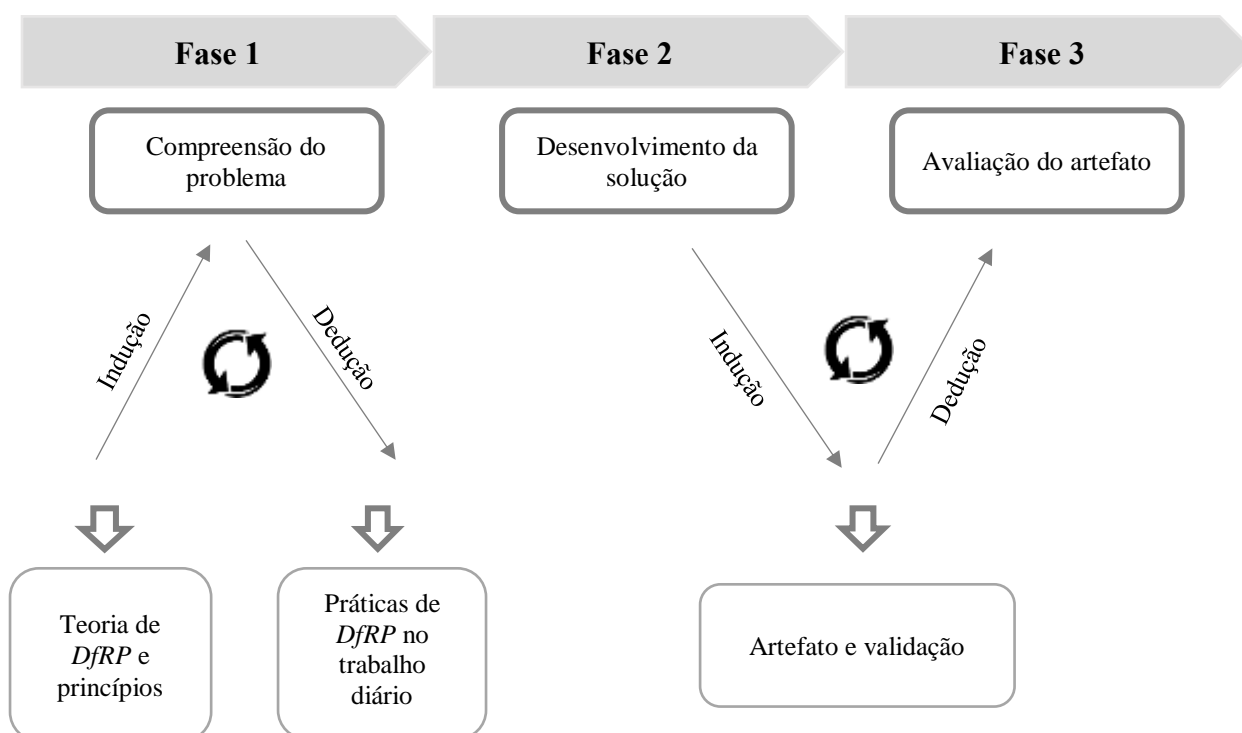 Fase 1
Fase 2
Fase 3
Compreensão do
problema
Desenvolvimento da
solução
Avaliação do artefato
Indução
Dedução
Indução
Dedução
Teoria de
DfRP e
princípios
Práticas de
DfRP no
trabalho
diário
Artefato e validação